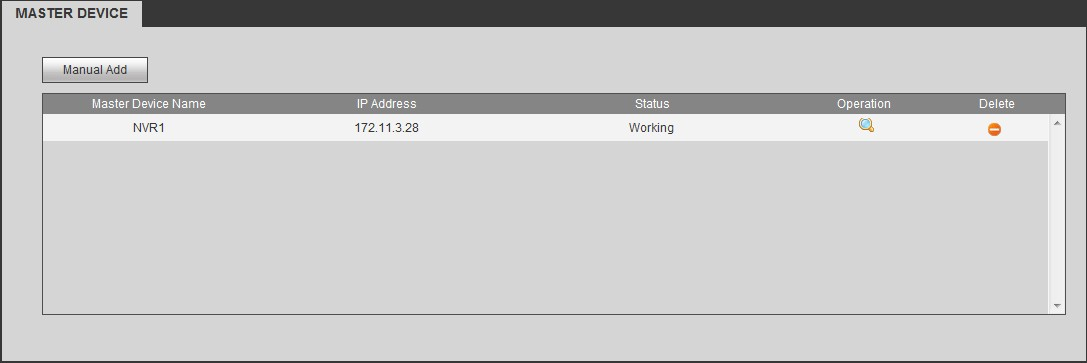 MASTER DEVICE
Manual Add
Master Device Name IP Address Status Operation Delete
NVR1 172.11.3.28 Working